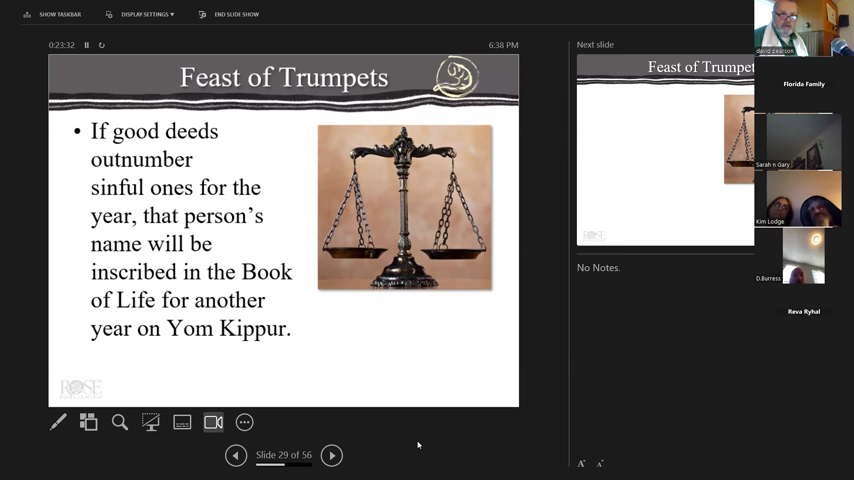 SHOW TASKBAR
DISPLAY SETTINGS
END SLIDE SHOW
0:23:32
6:38 PM
Feast of Trumpets
• If good deeds
outnumber
sinful ones for the
year, that person's
name will be
inscribed in the Book
of Life for another
year on Yom Kippur.
ROSE
Slide 29 of 56
Next slide
Feast of Trumpe
ROSE
No Notes.
A A
david pearson
Florida Family
Sarah n Gary
Kim Lodge
D.Burress
Reva Ryhal